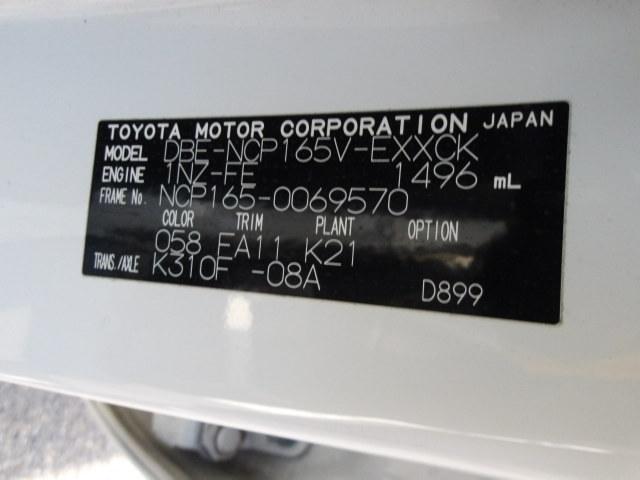 TOYOTA MOTOR CORPORATION JAPAN
MODEL DBE-NCP165V-EXXCK
ENGINE 1NZ-FE 1496 mL
FRAME No. NCP165-0069570
COLOR TRIM PLANT OPTION
058 FA11 K21
TRANS./AXLE K310F -08A
D899